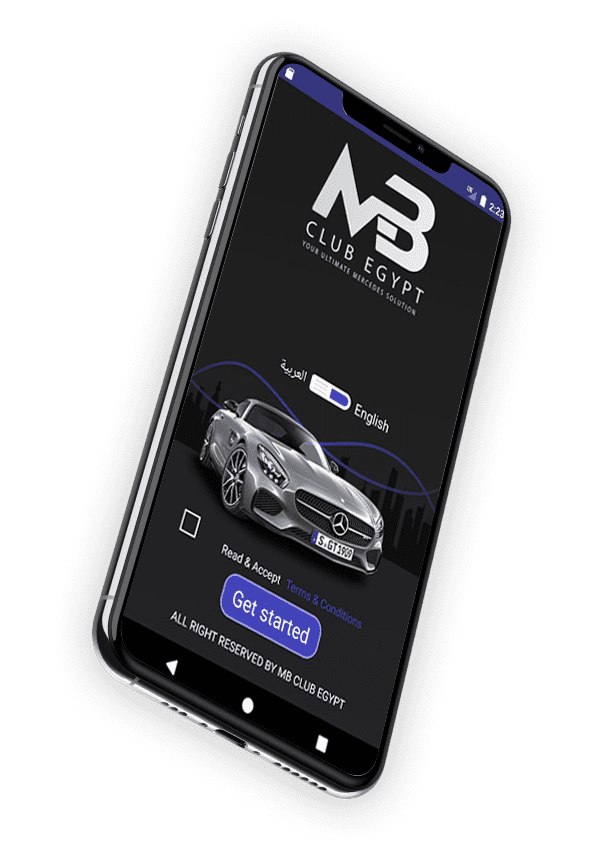 2:23
MB
CLUB EGYPT
YOUR ULTIMATE MERCEDES SOLUTION
العربية
English
S·GT 1909
Read & Accept Terms & Conditions
Get started
ALL RIGHT RESERVED BY MB CLUB EGYPT